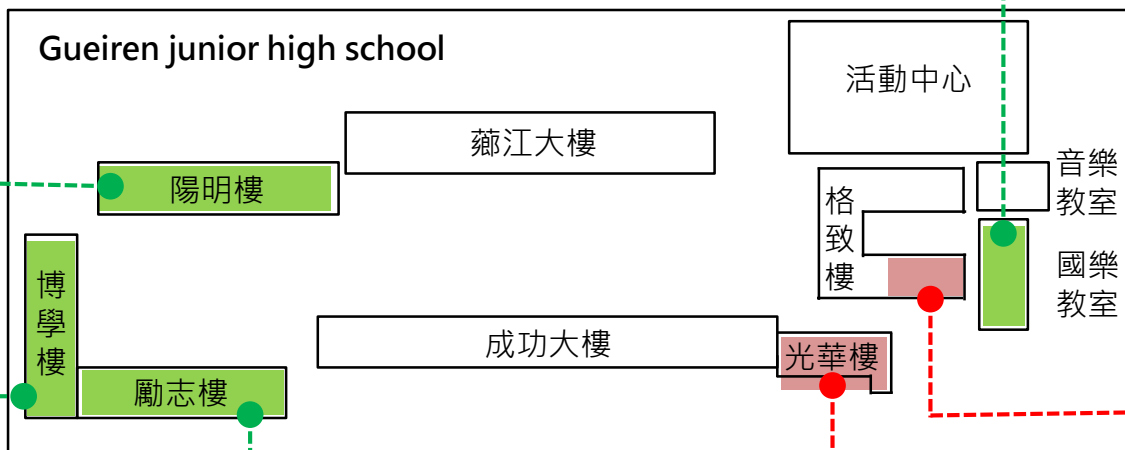 Gueiren junior high school
活動中心
薌江大樓
音樂
教室
陽明樓
格
致
樓
國樂
教室
博
學
樓
成功大樓
光華樓
勵志樓